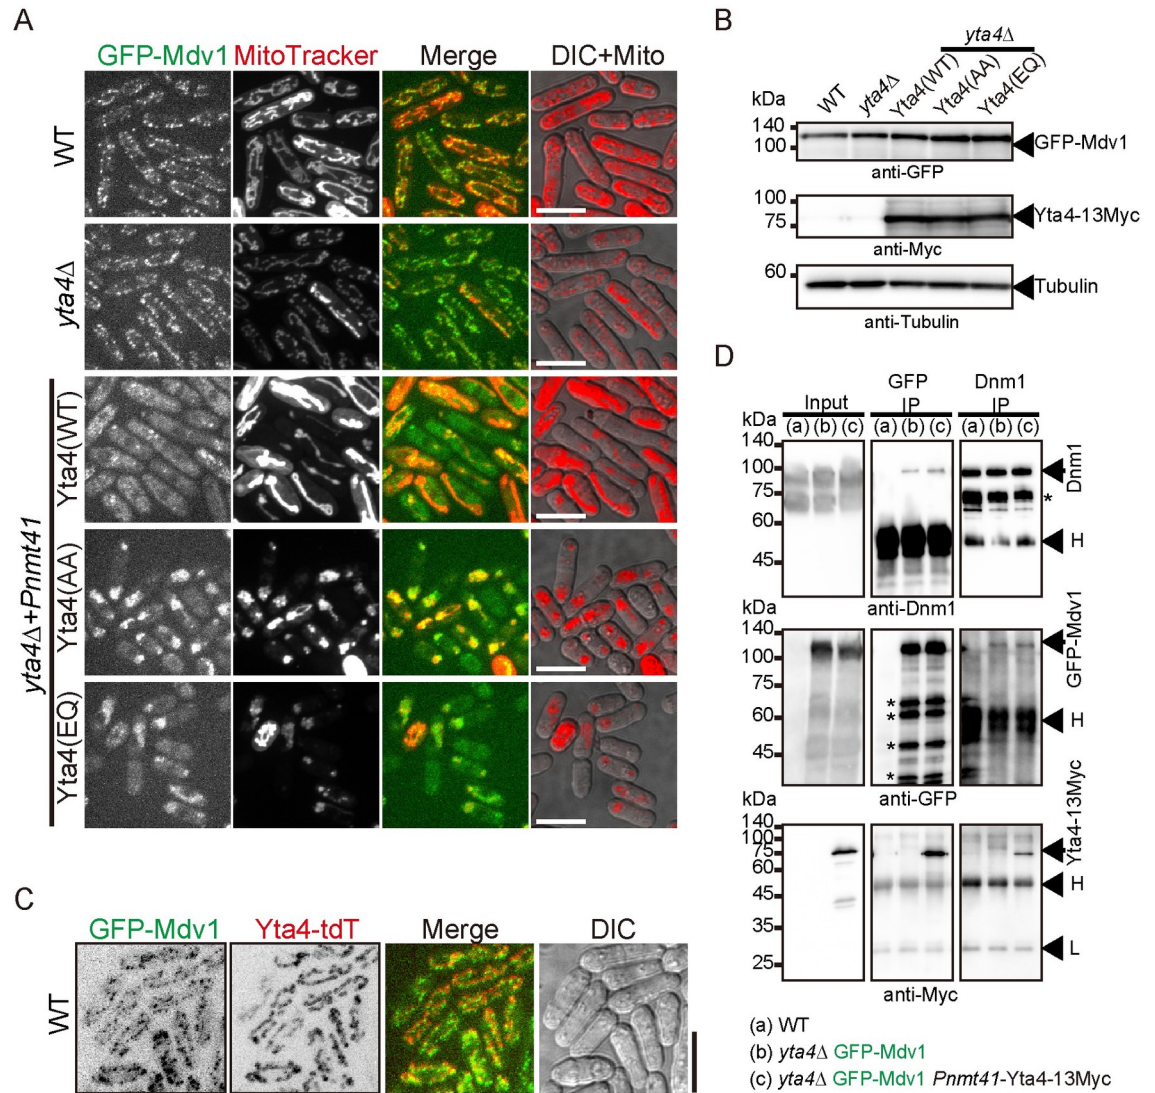 A
GFP-Mdv1 MitoTracker Merge DIC+Mito
WT
yta4Δ
yta4Δ+Pnmt41
Yta4(WT)
Yta4(AA)
Yta4(EQ)
B
yta4Δ
kDa WT yta4Δ Yta4(WT) Yta4(AA) Yta4(EQ)
140
100
GFP-Mdv1
anti-GFP
100
75
Yta4-13Myc
anti-Myc
60
Tubulin
anti-Tubulin
C
GFP-Mdv1 Yta4-tdT Merge DIC
WT
D
GFP Dnm1
Input IP IP
kDa (a) (b) (c) (a) (b) (c) (a) (b) (c)
140
100
75
60
45
Dnm1
*
H
anti-Dnm1
kDa
140
100
75
60
45
*
*
*
*
GFP-Mdv1
H
anti-GFP
kDa
140
100
75
60
45
35
25
Yta4-13Myc
H
L
anti-Myc
(a) WT
(b) yta4Δ GFP-Mdv1
(c) yta4Δ GFP-Mdv1 Pnmt41-Yta4-13Myc